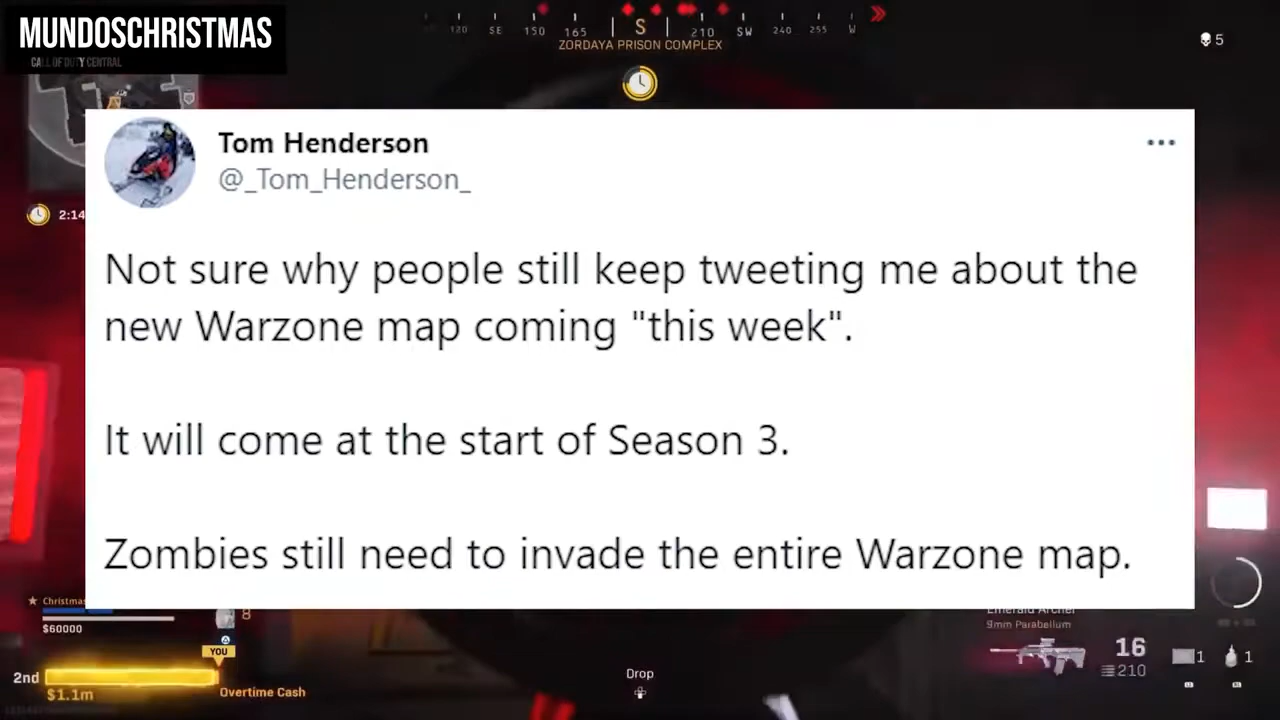 MUNDOSCHRISTMAS
CALL OF DUTY CENTRAL
120 SE 150 165 S 210 SW 240 255 W
ZORDAYA PRISON COMPLEX
5
2:14
Tom Henderson
@_Tom_Henderson_
Not sure why people still keep tweeting me about the
new Warzone map coming "this week".
It will come at the start of Season 3.
Zombies still need to invade the entire Warzone map.
Christmas
$60000
8
YOU
2nd
$1.1m
Overtime Cash
Drop
Emerald Archer
9mm Parabellum
16
210
1
1